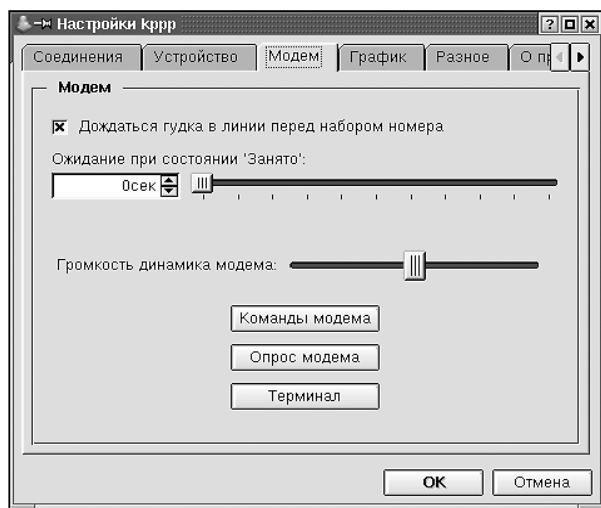 Настройки kppp
Соединения Устройство Модем График Разное О пр
Модем
Дождаться гудка в линии перед набором номера
Ожидание при состоянии 'Занято':
0сек
Громкость динамика модема:
Команды модема
Опрос модема
Терминал
OK Отмена